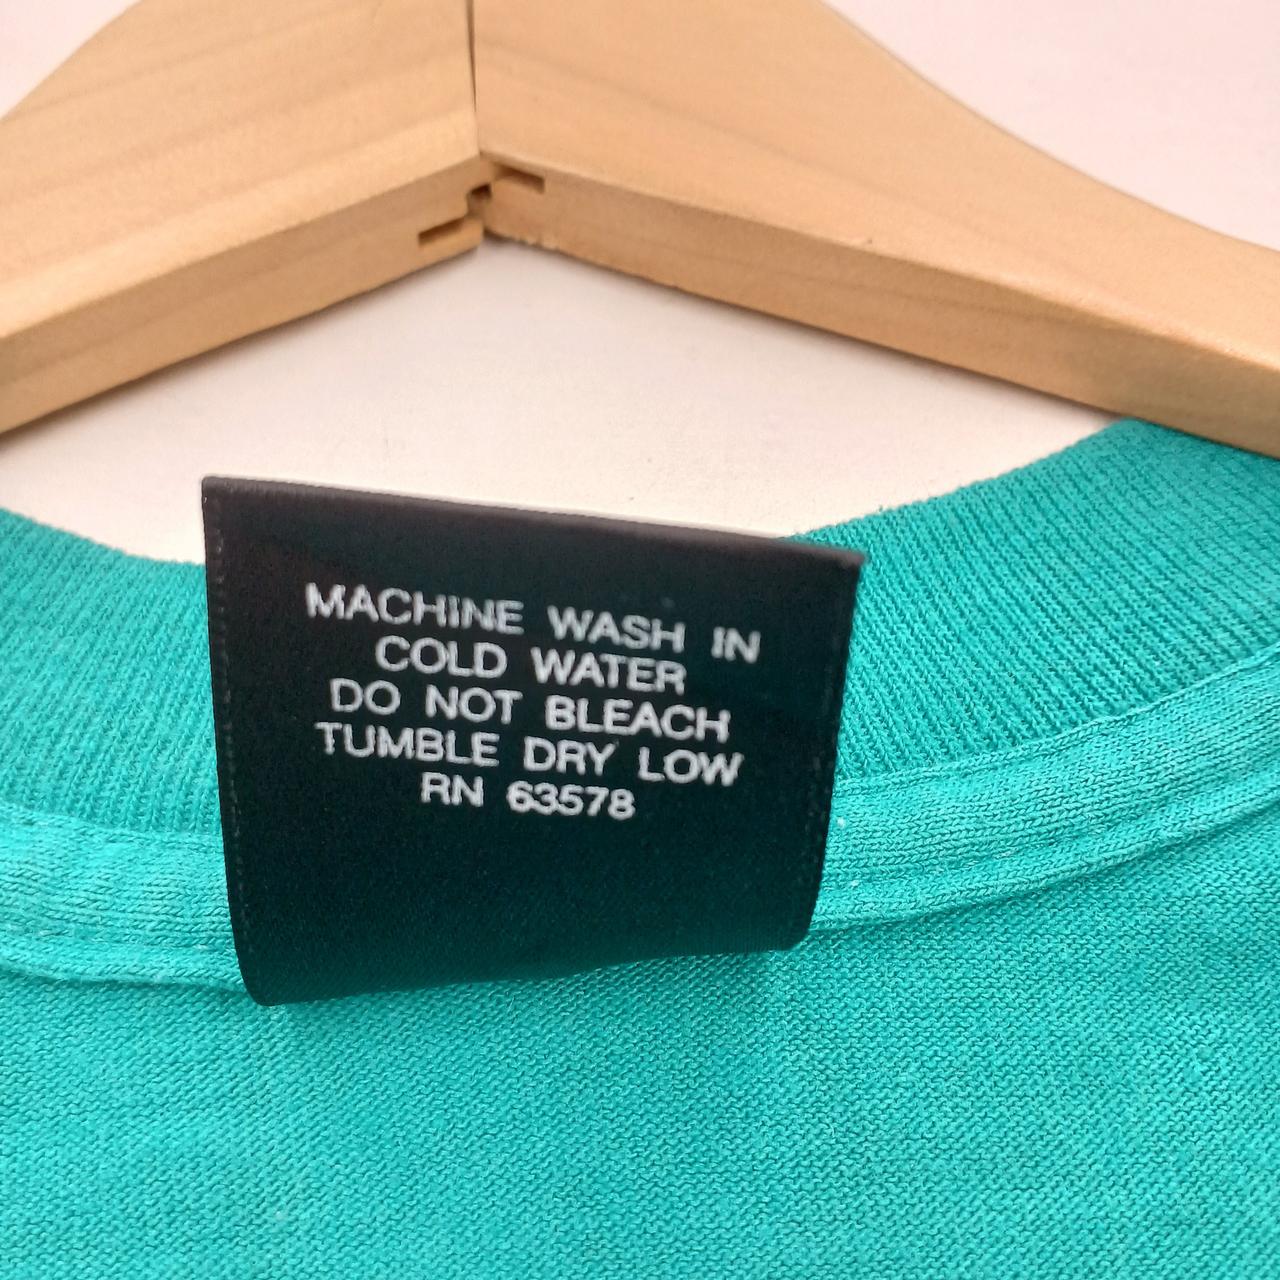 MACHINE WASH IN
COLD WATER
DO NOT BLEACH
TUMBLE DRY LOW
RN 63578